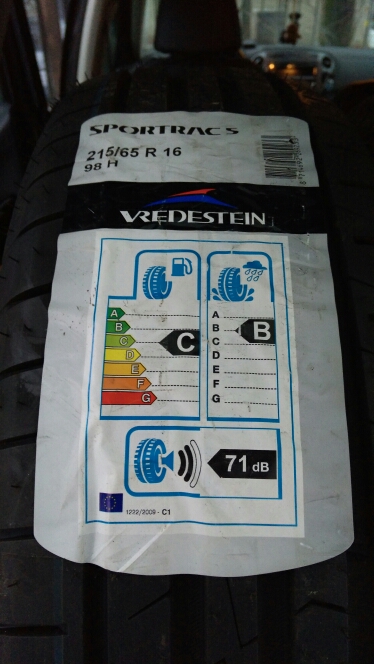 SPORTRAC 5
215/65 R 16
98 H
VREDESTEIN
A
B
C
D
E
F
G
C
A
B
C
D
E
F
G
B
71 dB
1222/2009 - C1